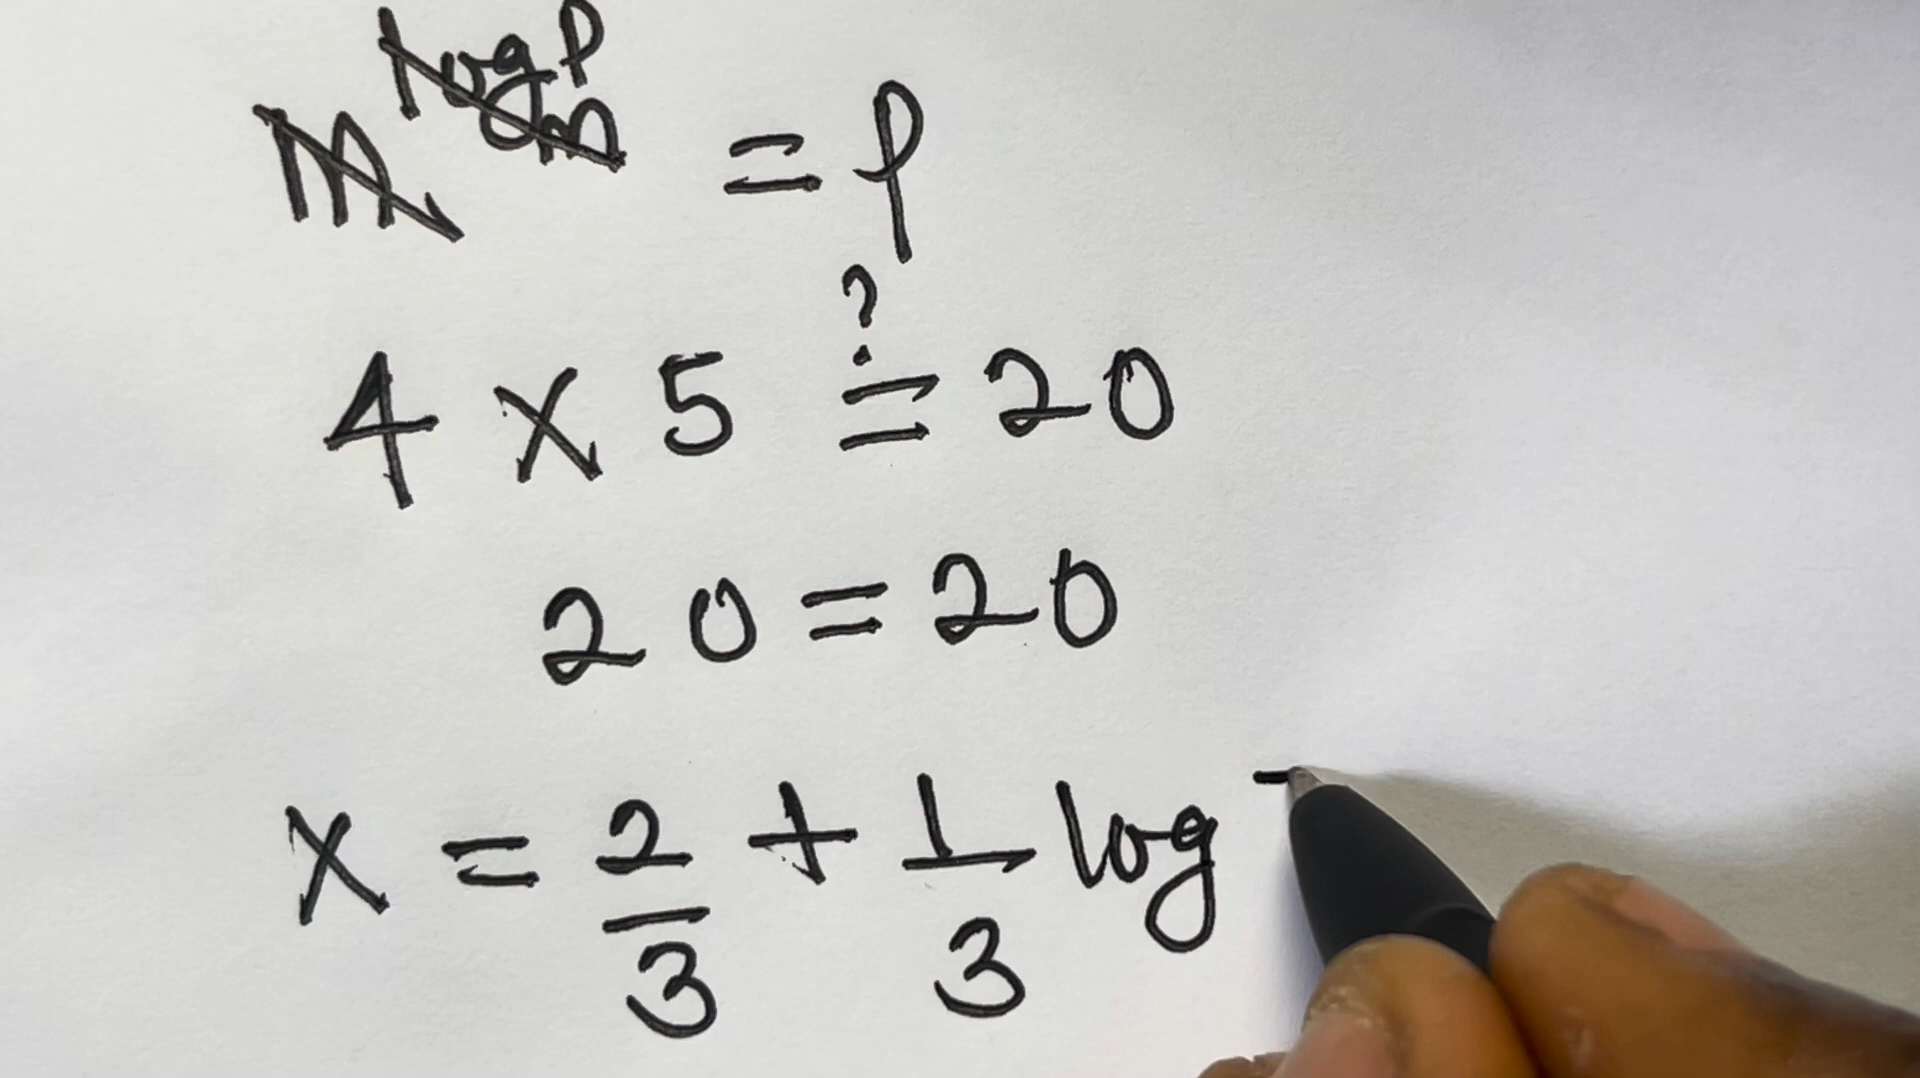 m^log_m P = P
4 × 5 ≟ 20
20 = 20
x = 2/3 + 1/3 log